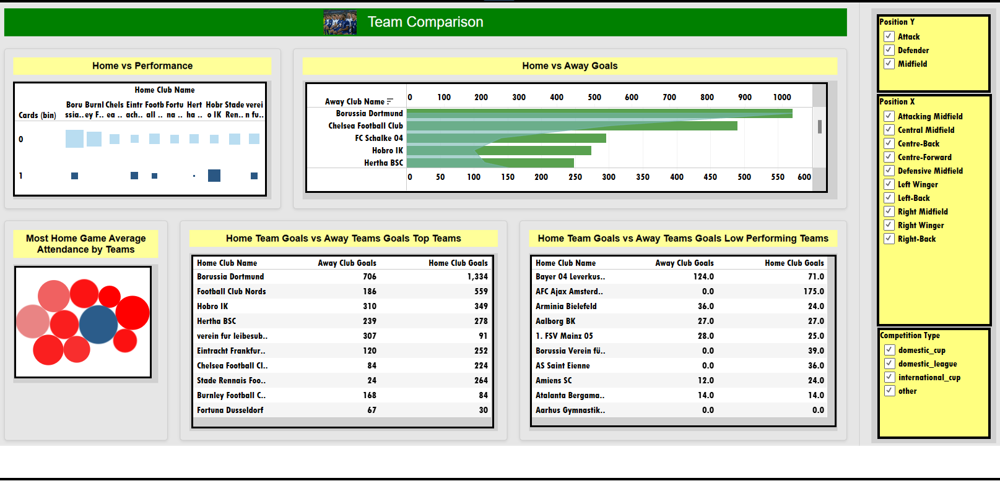 Team Comparison
Home vs Performance
Home Club Name
Cards (bin)
Boru Burnl Chels Eintr Footb Fortu Hert Hobr Stade verei
ssia.. ey F.. ea .. ach.. all .. na .. ha .. o IK Ren.. n fu..
0
1
Home vs Away Goals
Away Club Name
0 100 200 300 400 500 600 700 800 900 1000
Borussia Dortmund
Chelsea Football Club
FC Schalke 04
Hobro IK
Hertha BSC
0 50 100 150 200 250 300 350 400 450 500 550 600
Most Home Game Average
Attendance by Teams
Home Team Goals vs Away Teams Goals Top Teams
Home Club Name Away Club Goals Home Club Goals
Borussia Dortmund 706 1,334
Football Club Nords 186 559
Hobro IK 310 349
Hertha BSC 239 278
verein fur leibesub.. 307 91
Eintracht Frankfur.. 120 252
Chelsea Football Cl.. 84 224
Stade Rennais Foo.. 24 264
Burnley Football C.. 168 84
Fortuna Dusseldorf 67 30
Home Team Goals vs Away Teams Goals Low Performing Teams
Home Club Name Away Club Goals Home Club Goals
Bayer 04 Leverkus.. 124.0 71.0
AFC Ajax Amsterd.. 0.0 175.0
Arminia Bielefeld 36.0 24.0
Aalborg BK 27.0 27.0
1. FSV Mainz 05 28.0 25.0
Borussia Verein fü.. 0.0 39.0
AS Saint Eienne 0.0 36.0
Amiens SC 12.0 24.0
Atalanta Bergama.. 14.0 14.0
Aarhus Gymnastik.. 0.0 0.0
Position Y
Attack
Defender
Midfield
Position X
Attacking Midfield
Central Midfield
Centre-Back
Centre-Forward
Defensive Midfield
Left Winger
Left-Back
Right Midfield
Right Winger
Right-Back
Competition Type
domestic_cup
domestic_league
international_cup
other